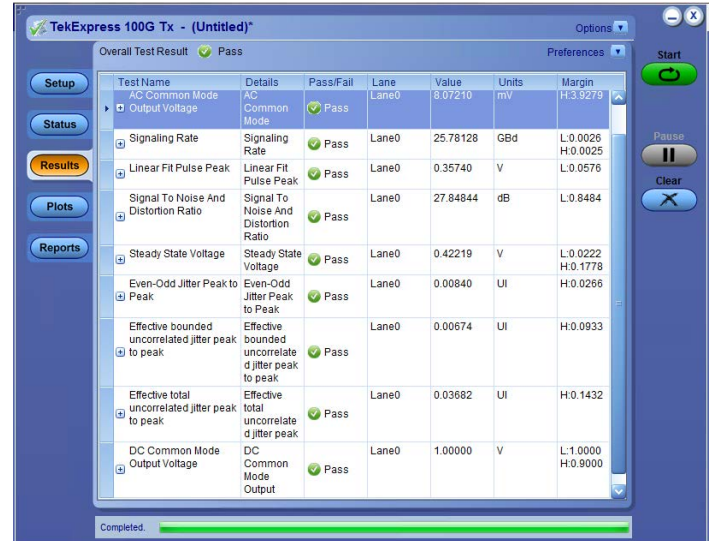 TekExpress 100G Tx - (Untitled)*
Options
Overall Test Result Pass
Preferences
Start
Setup
Status
Results
Plots
Reports
Pause
Clear
Test Name Details Pass/Fail Lane Value Units Margin
AC Common Mode Output Voltage AC Common Mode Pass Lane0 8.07210 mV H:3.9279
Signaling Rate Signaling Rate Pass Lane0 25.78128 GBd L:0.0026 H:0.0025
Linear Fit Pulse Peak Linear Fit Pulse Peak Pass Lane0 0.35740 V L:0.0576
Signal To Noise And Distortion Ratio Signal To Noise And Distortion Ratio Pass Lane0 27.84844 dB L:0.8484
Steady State Voltage Steady State Voltage Pass Lane0 0.42219 V L:0.0222 H:0.1778
Even-Odd Jitter Peak to Peak Even-Odd Jitter Peak to Peak Pass Lane0 0.00840 UI H:0.0266
Effective bounded uncorrelated jitter peak to peak Effective bounded uncorrelate d jitter peak to peak Pass Lane0 0.00674 UI H:0.0933
Effective total uncorrelated jitter peak to peak Effective total uncorrelate d jitter peak Pass Lane0 0.03682 UI H:0.1432
DC Common Mode Output Voltage DC Common Mode Output Pass Lane0 1.00000 V L:1.0000 H:0.9000
Completed.